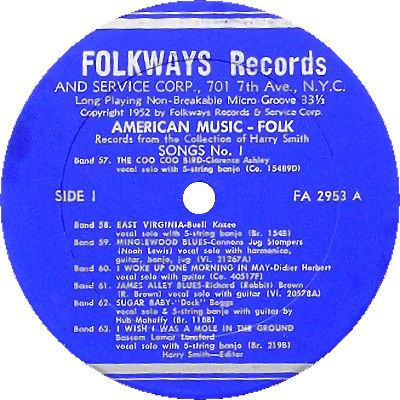 FOLKWAYS Records
AND SERVICE CORP., 701 7th Ave., N.Y.C.
Long Playing Non-Breakable Micro Groove 33⅓
Copyright 1952 by Folkways Records & Service Corp.
AMERICAN MUSIC - FOLK
Records from the Collection of Harry Smith
SONGS No. 1
Band 57. THE COO COO BIRD-Clarence Ashley
vocal solo with 5-string banjo (Co. 15489D)
SIDE 1
FA 2953 A
Band 58. EAST VIRGINIA-Buell Kazee
vocal solo with 5-string banjo (Br. 154B)
Band 59. MINGLEWOOD BLUES-Cannons Jug Stompers
(Noah Lewis) vocal solo with harmonica,
guitar, banjo, jug (Vi. 21267A)
Band 60. I WOKE UP ONE MORNING IN MAY-Didier Herbert
vocal solo with guitar (Co. 40517F)
Band 61. JAMES ALLEY BLUES-Richard (Rabbit) Brown
(R. Brown) vocal solo with guitar (Vi. 20578A)
Band 62. SUGAR BABY-"Dock" Boggs
vocal solo & 5-string banjo with guitar by
Hub Mahaffy (Br. 118B)
Band 63. I WISH I WAS A MOLE IN THE GROUND
Bascom Lamar Lunsford
vocal solo with 5-string banjo (Br. 219B)
Harry Smith—Editor